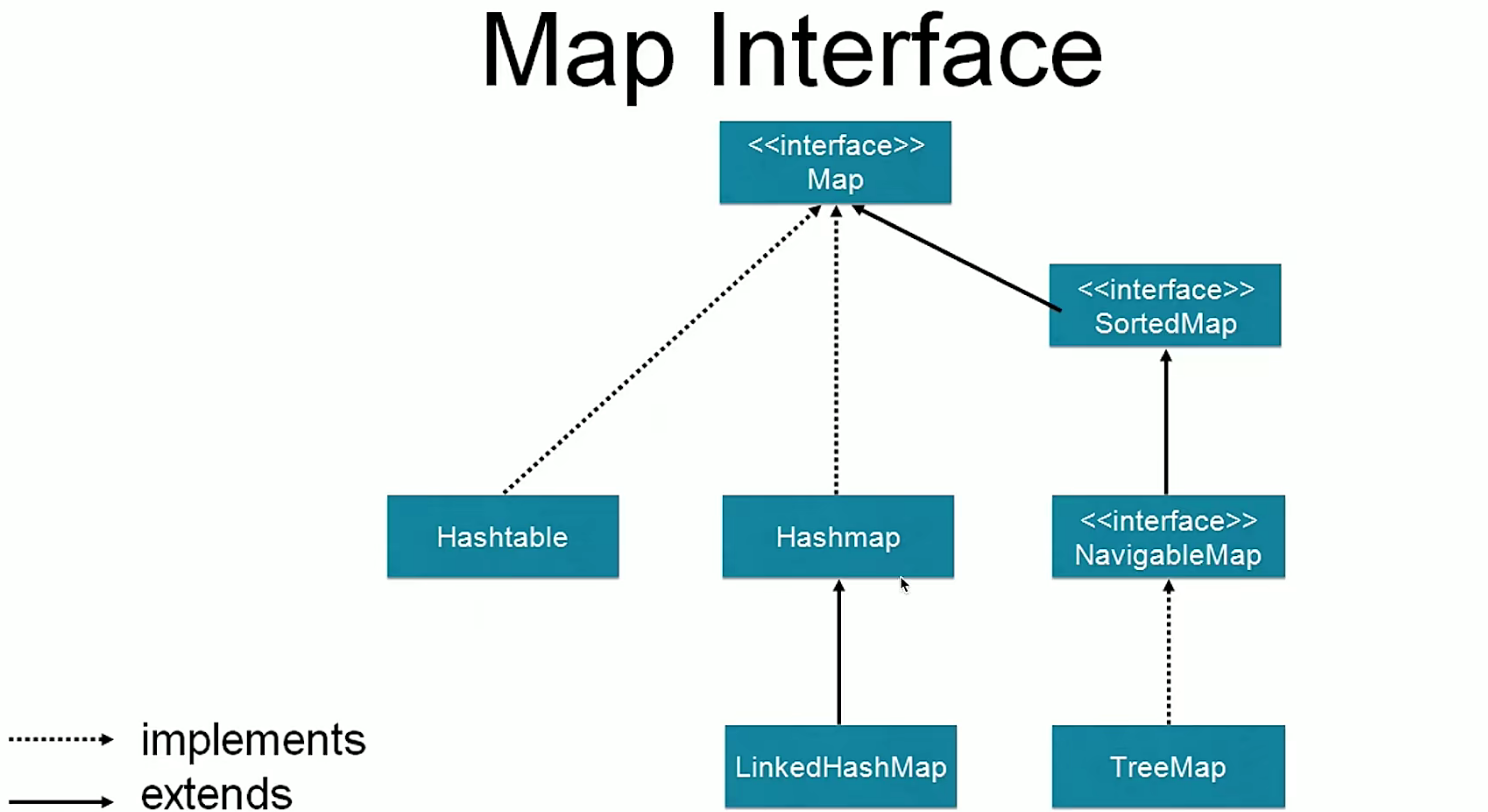 Map Interface
<<interface>>
Map
<<interface>>
SortedMap
Hashtable
Hashmap
<<interface>>
NavigableMap
LinkedHashMap
TreeMap
implements
extends